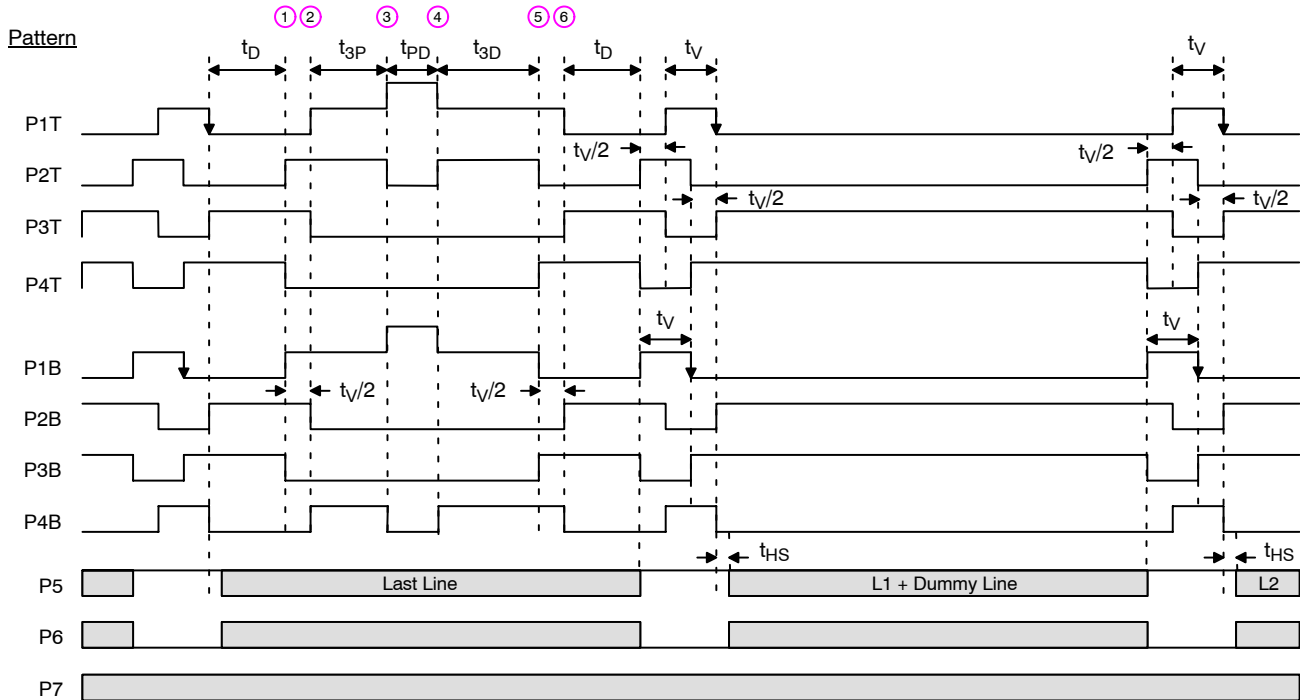 ① ② ③ ④ ⑤ ⑥
Pattern
tD t3P tPD t3D tD tV tV
P1T
tV/2 tV/2
P2T
tV/2 tV/2
P3T
P4T
tV tV
P1B
tV/2 tV/2
P2B
P3B
P4B
tHS tHS
P5 Last Line L1 + Dummy Line L2
P6
P7